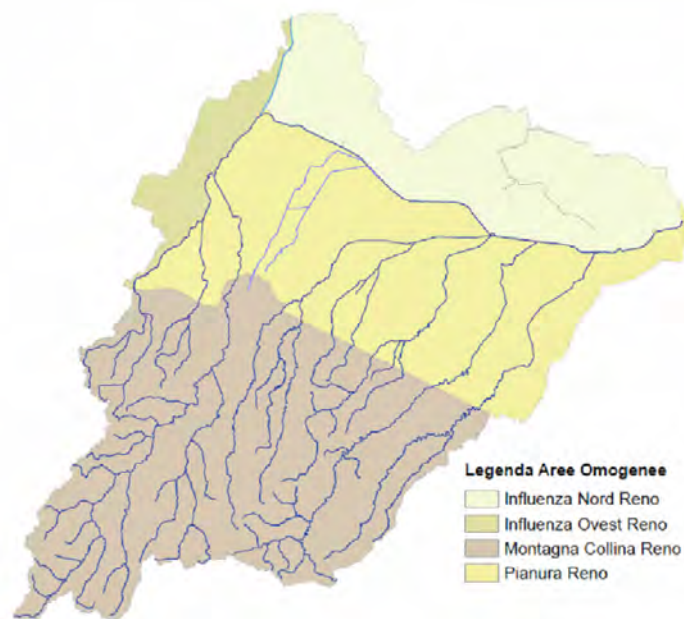 Legenda Aree Omogenee
Influenza Nord Reno
Influenza Ovest Reno
Montagna Collina Reno
Pianura Reno